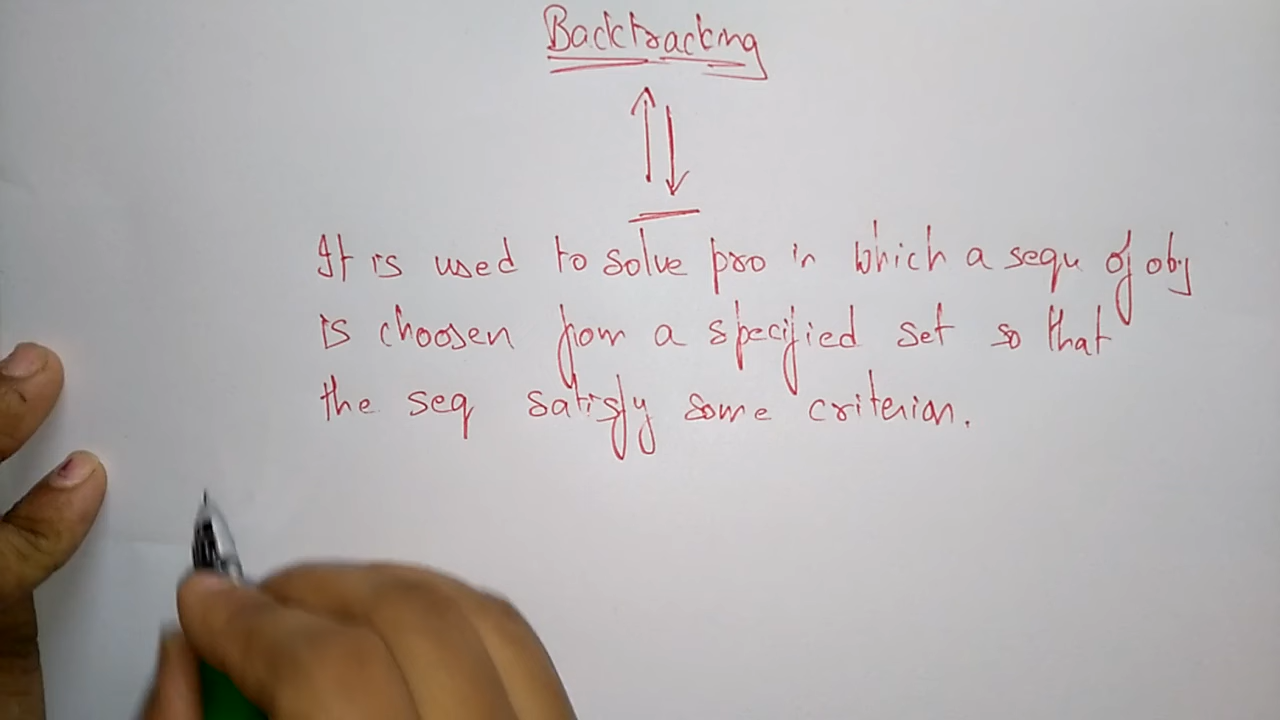 Backtracking
It is used to solve pro in which a sequ of obj
is choosen from a specified set so that
the seq satisfy some criterian.